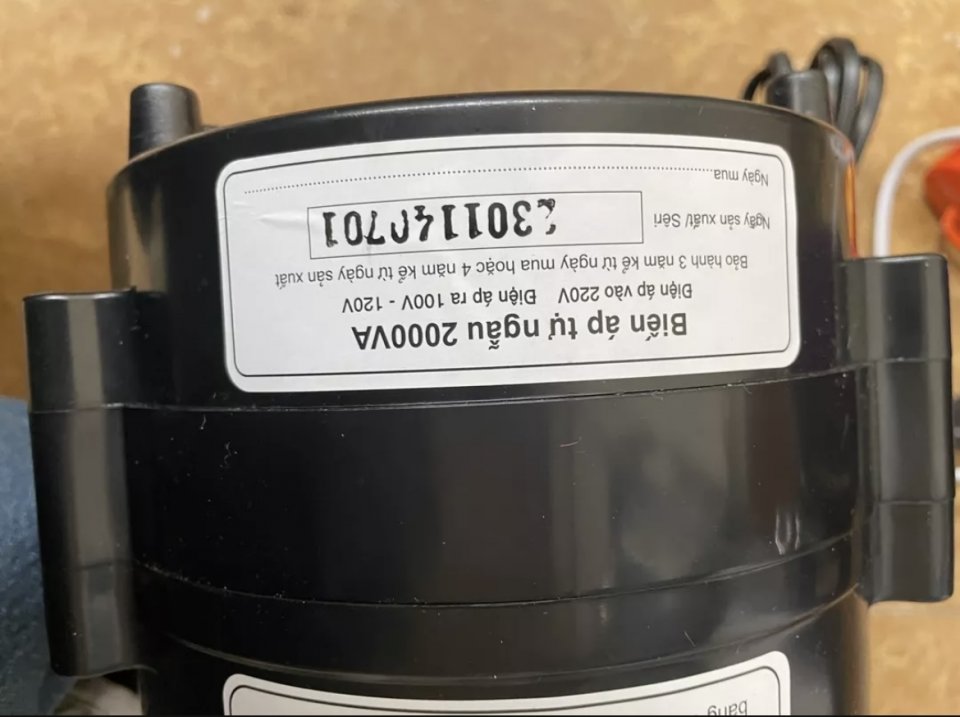 Biến áp tự ngẫu 2000VA
Điện áp vào 220V Điện áp ra 100V - 120V
Bảo hành 3 năm kể từ ngày mua hoặc 4 năm kể từ ngày sản xuất
Ngày sản xuất/ Sêri 2301140701
Ngày mua..........................................................